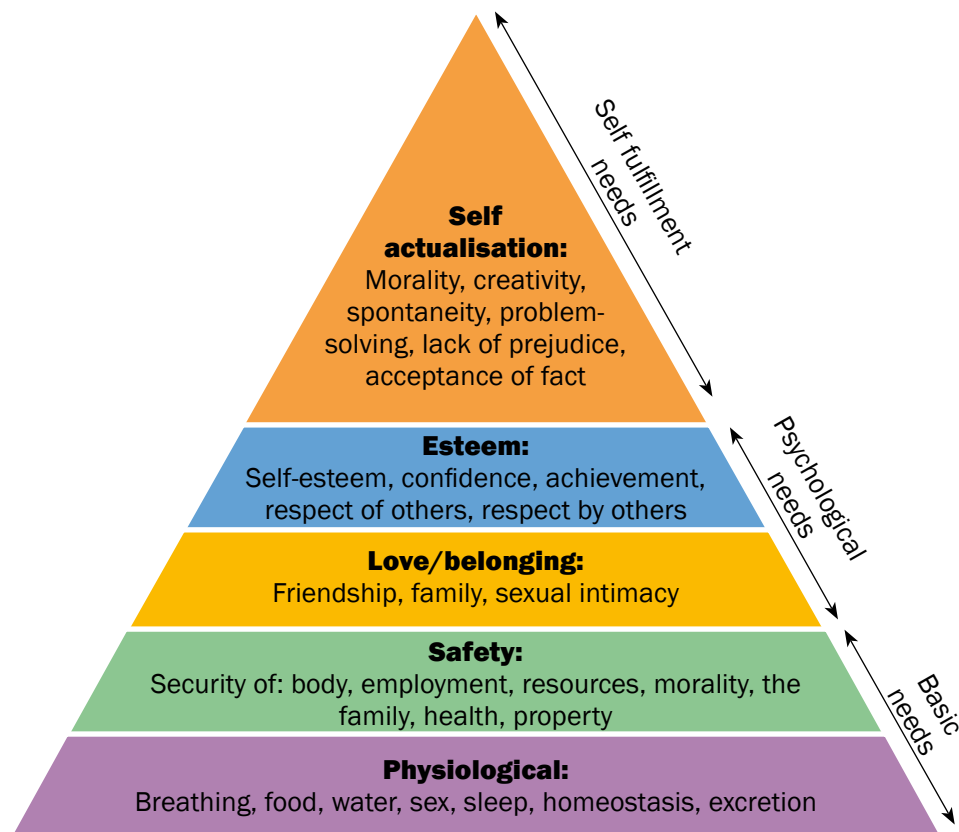 Self fulfillment
needs
Self
actualisation:
Morality, creativity,
spontaneity, problem-
solving, lack of prejudice,
acceptance of fact
Psychological
needs
Esteem:
Self-esteem, confidence, achievement,
respect of others, respect by others
Love/belonging:
Friendship, family, sexual intimacy
Basic
needs
Safety:
Security of: body, employment, resources, morality, the
family, health, property
Physiological:
Breathing, food, water, sex, sleep, homeostasis, excretion